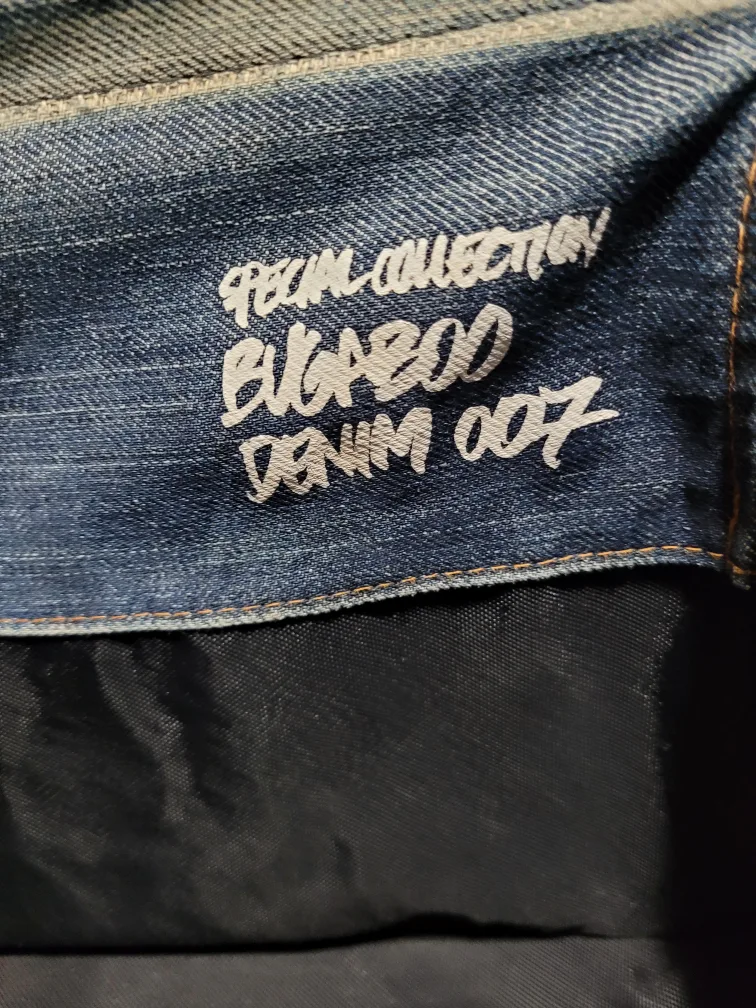 SPECIAL COLLECTION
BUGABOO
DENIM 007